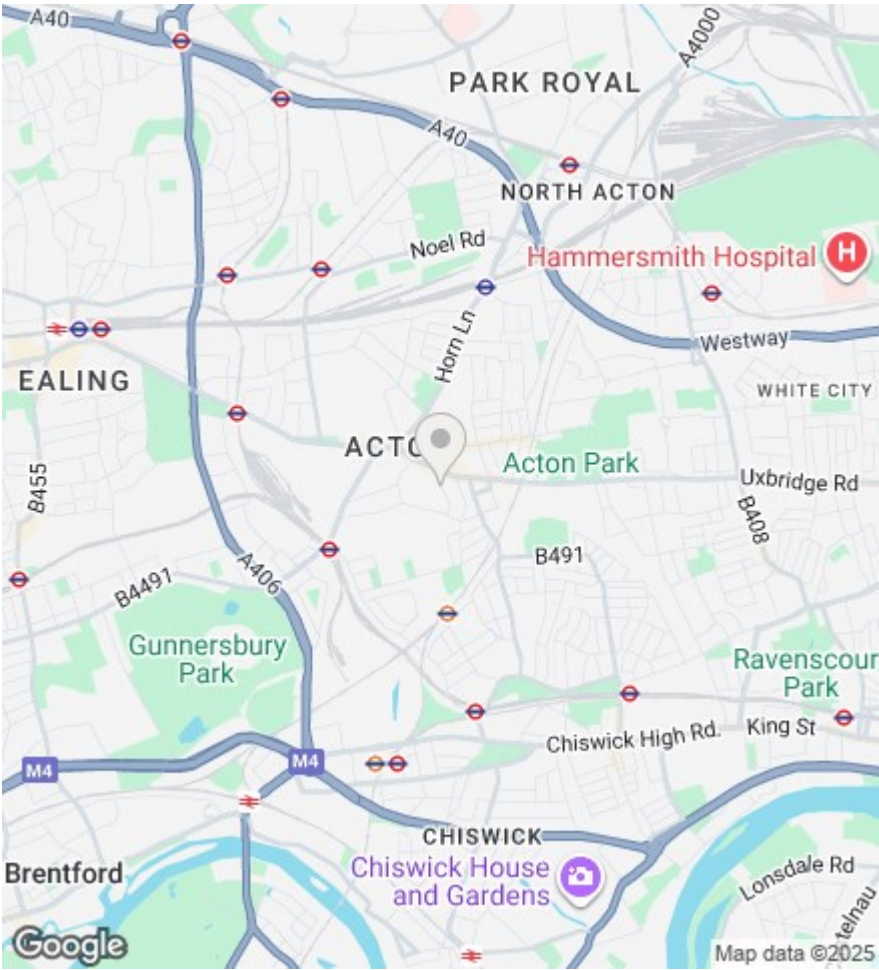 A40
A4000
PARK ROYAL
A40
NORTH ACTON
Noel Rd
Hammersmith Hospital
H
Horn Ln
Westway
EALING
WHITE CITY
ACTO
Acton Park
Uxbridge Rd
B455
B408
B491
A406
B4491
Gunnersbury
Park
Ravenscour
Park
Chiswick High Rd.
King St
M4
M4
CHISWICK
Brentford
Chiswick House
and Gardens
Lonsdale Rd
telnau
Google
Map data ©2025